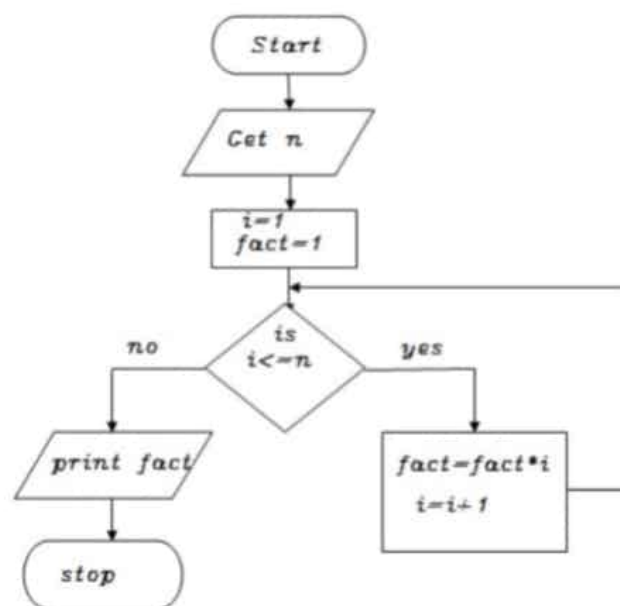 Start
Get n
i=1
fact=1
is
i<=n
no
yes
print fact
fact=fact*i
i=i+1
stop